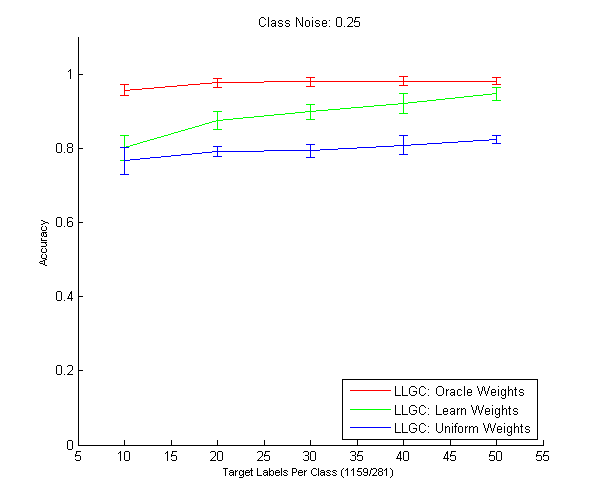 Class Noise: 0.25
1
0.8
0.6
0.4
0.2
0
Accuracy
5 10 15 20 25 30 35 40 45 50 55
Target Labels Per Class (1159/281)
LLGC: Oracle Weights
LLGC: Learn Weights
LLGC: Uniform Weights